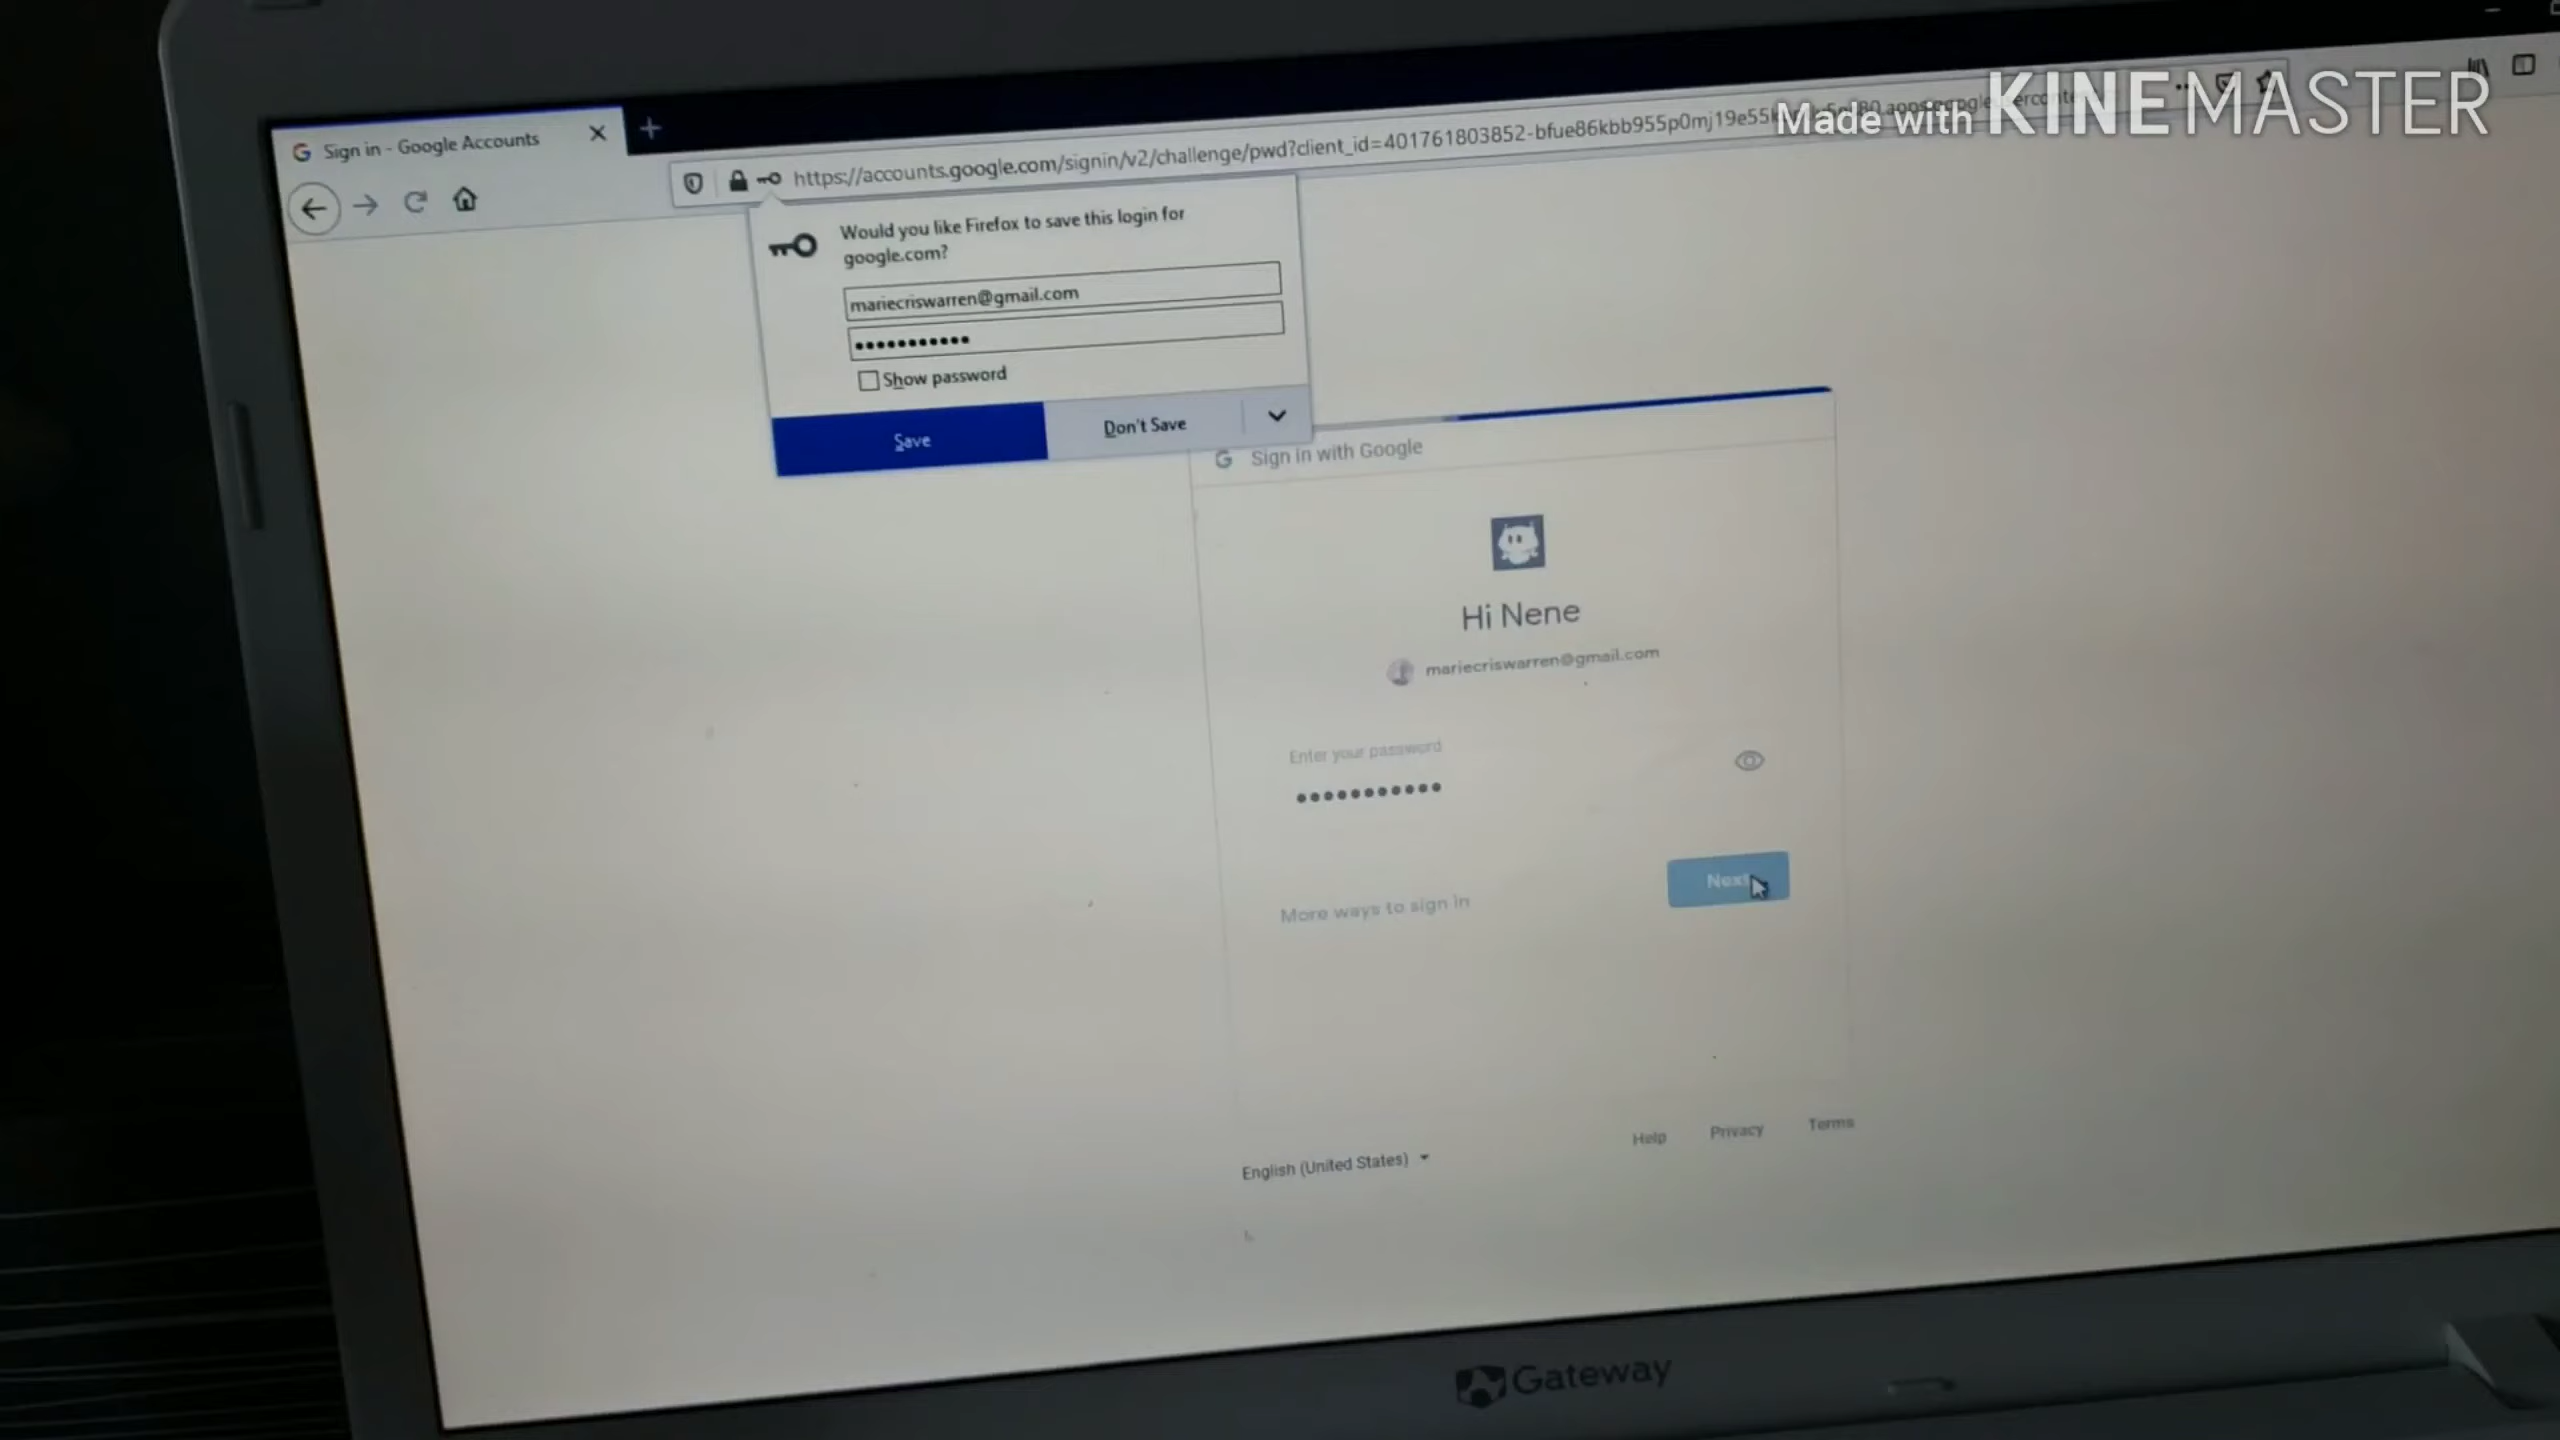 Made with KINEMASTER
Sign in - Google Accounts
https://accounts.google.com/signin/v2/challenge/pwd?client_id=401761803852-bfue86kbb955p0mj19e55
Would you like Firefox to save this login for
google.com?
mariecriswarren@gmail.com
•••••••••••
Show password
Save
Don't Save
Sign in with Google
Hi Nene
mariecriswarren@gmail.com
Enter your password
•••••••••••
More ways to sign in
Next
English (United States)
Help
Privacy
Terms
Gateway